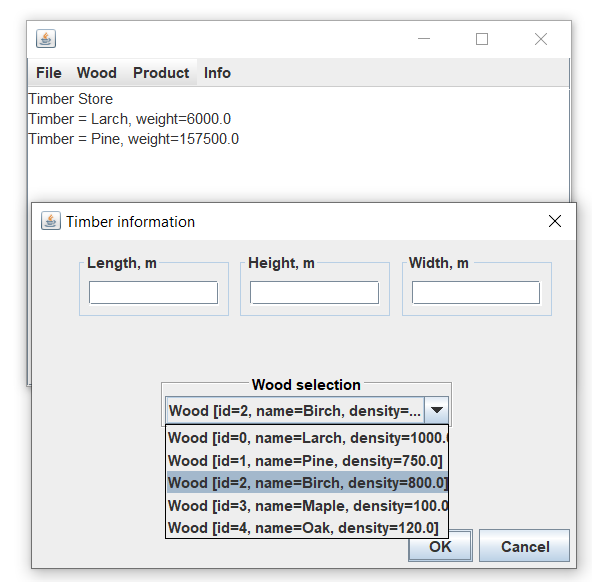 File Wood Product Info
Timber Store
Timber = Larch, weight=6000.0
Timber = Pine, weight=157500.0
Timber information
Length, m Height, m Width, m
Wood selection
Wood [id=2, name=Birch, density=...
Wood [id=0, name=Larch, density=1000.
Wood [id=1, name=Pine, density=750.0]
Wood [id=2, name=Birch, density=800.0]
Wood [id=3, name=Maple, density=100.0
Wood [id=4, name=Oak, density=120.0]
OK Cancel